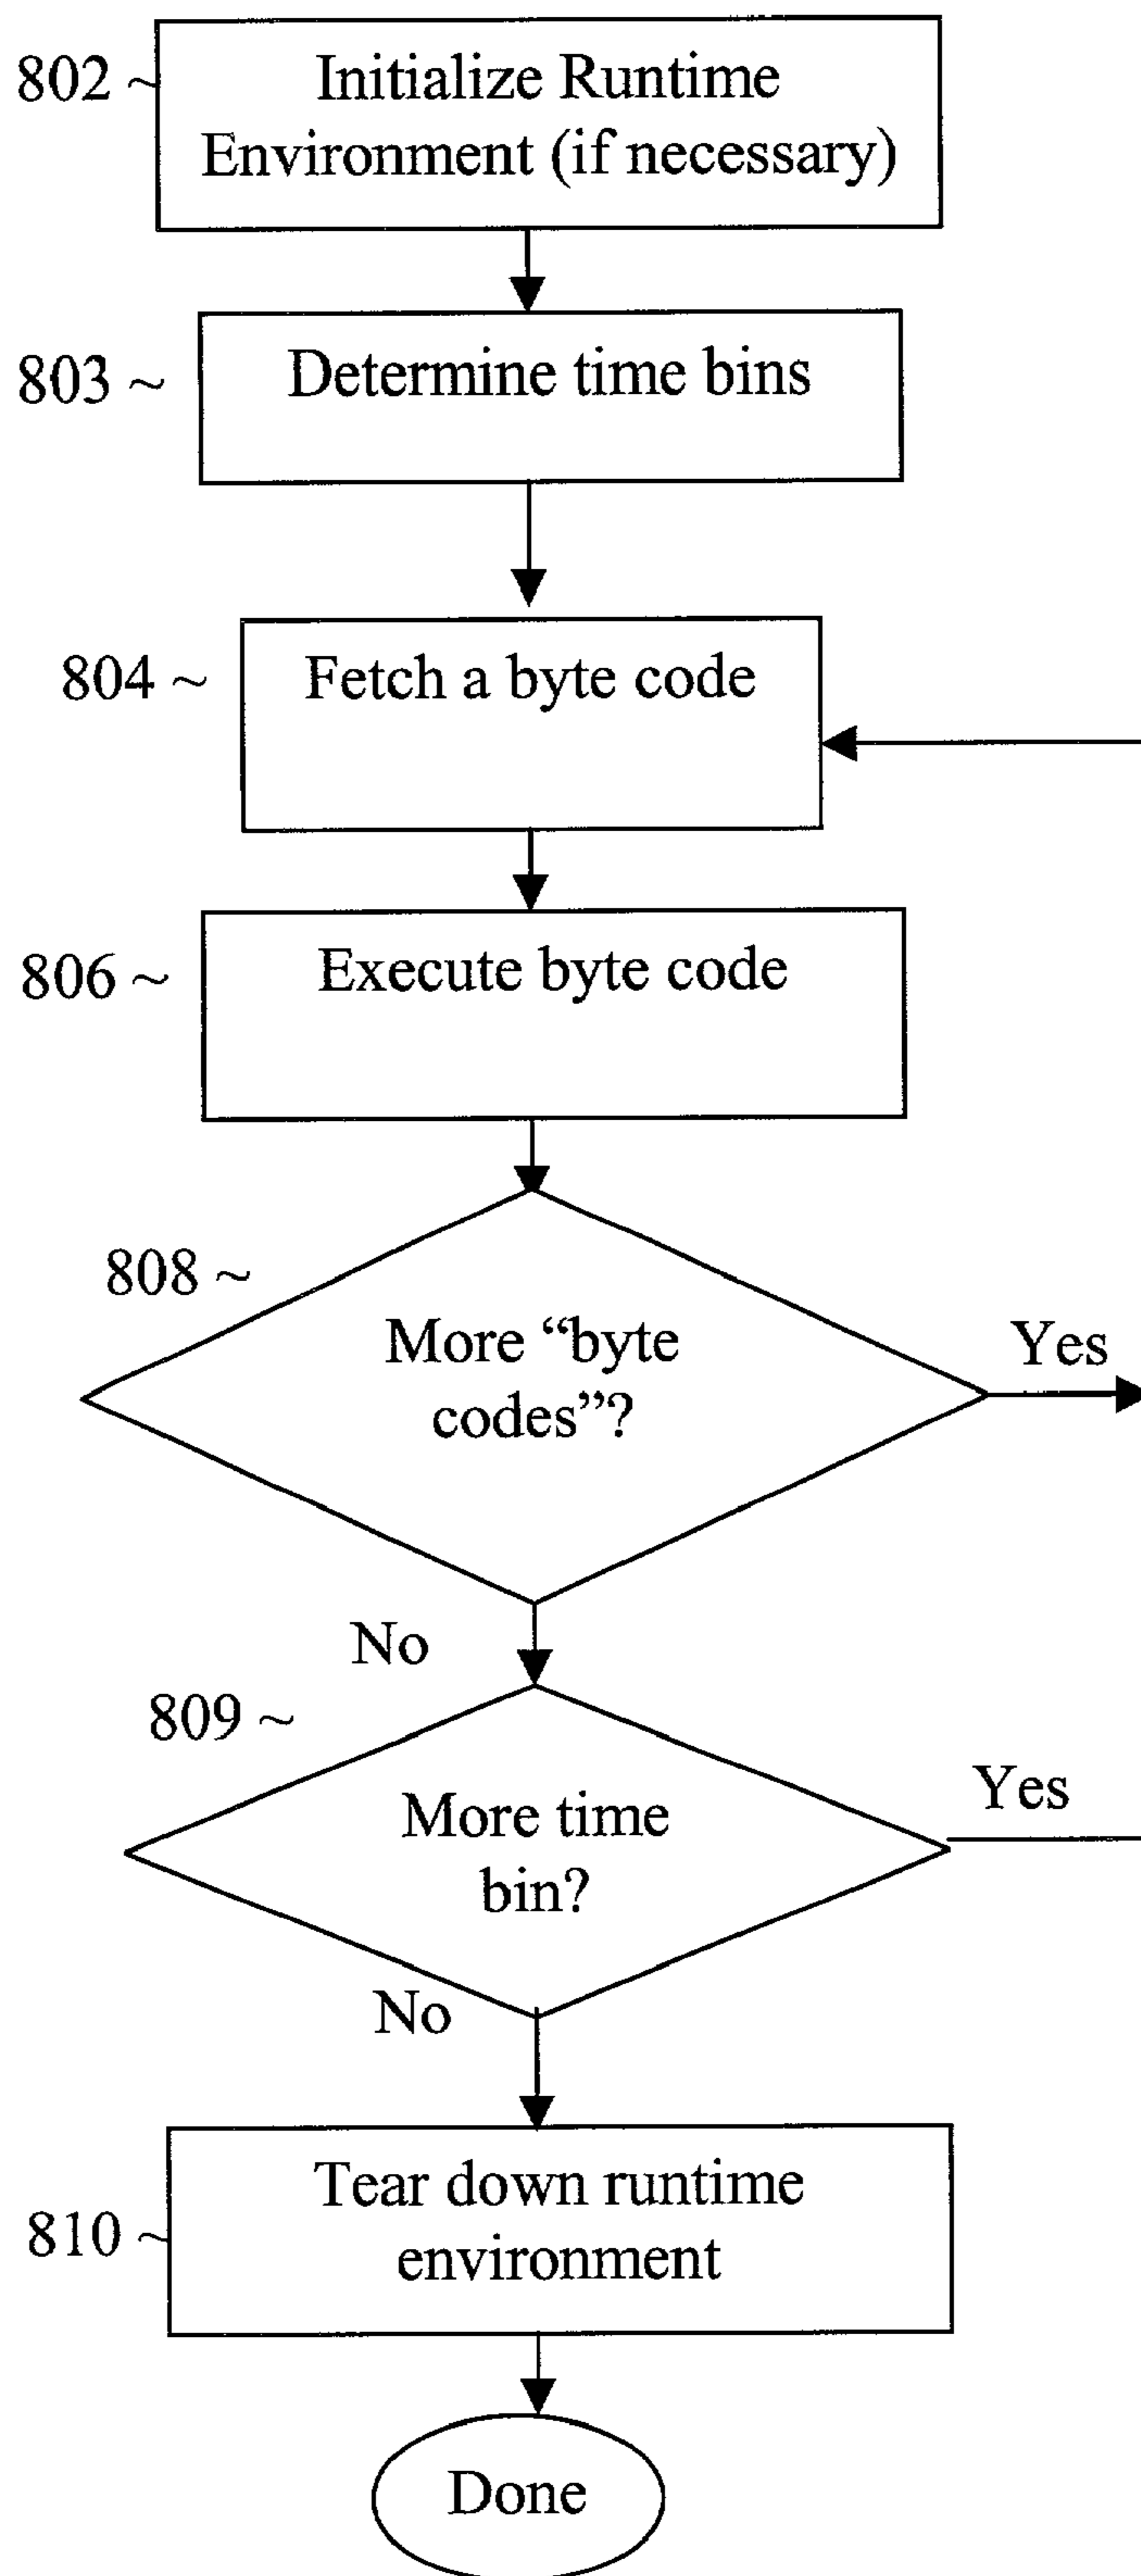 802 ~
Initialize Runtime
Environment (if necessary)
803 ~
Determine time bins
804 ~
Fetch a byte code
806 ~
Execute byte code
808 ~
More “byte
codes”?
Yes
No
809 ~
More time
bin?
Yes
No
810 ~
Tear down runtime
environment
Done